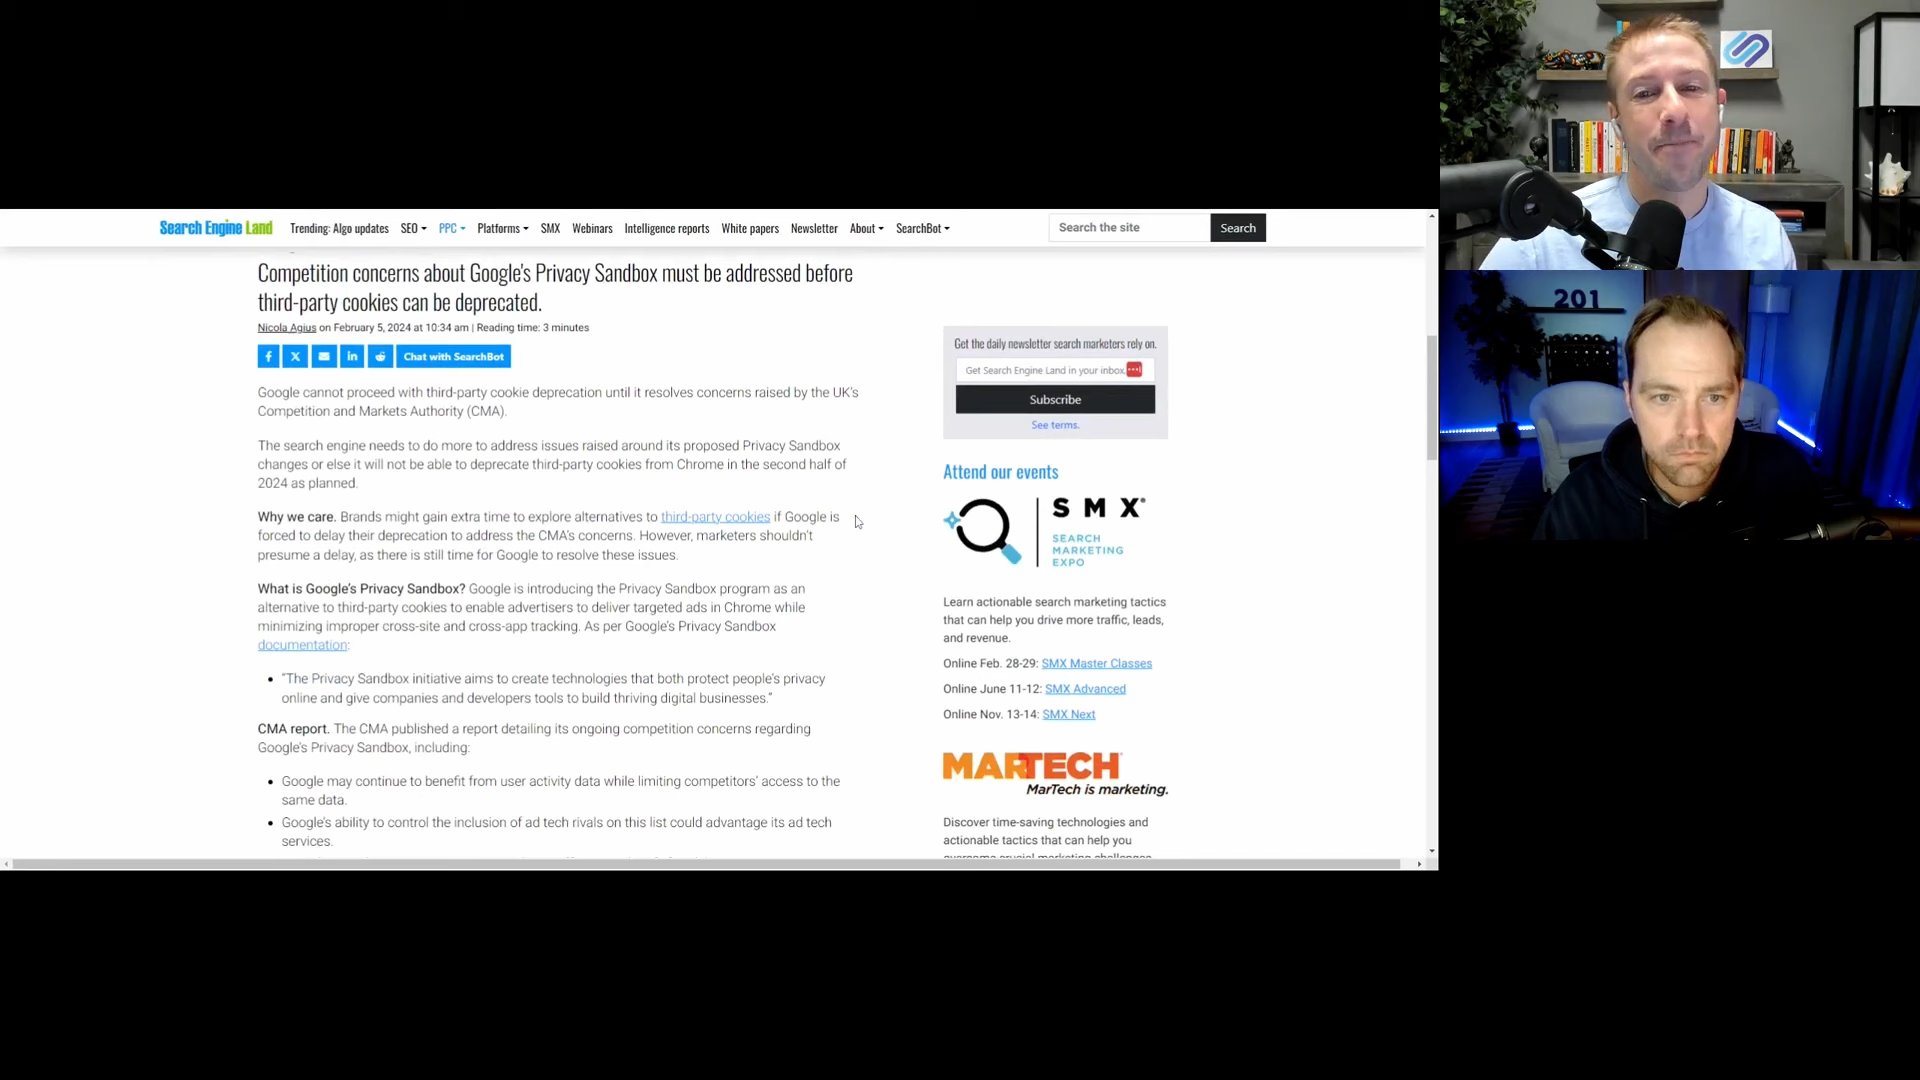 Search Engine Land
Trending: Algo updates SEO PPC Platforms SMX Webinars Intelligence reports White papers Newsletter About SearchBot
Search the site Search
Competition concerns about Google's Privacy Sandbox must be addressed before
third-party cookies can be deprecated.
Nicola Agius on February 5, 2024 at 10:34 am | Reading time: 3 minutes
Chat with SearchBot
Google cannot proceed with third-party cookie deprecation until it resolves concerns raised by the UK's
Competition and Markets Authority (CMA).
The search engine needs to do more to address issues raised around its proposed Privacy Sandbox
changes or else it will not be able to deprecate third-party cookies from Chrome in the second half of
2024 as planned.
Why we care. Brands might gain extra time to explore alternatives to third-party cookies if Google is
forced to delay their deprecation to address the CMA's concerns. However, marketers shouldn't
presume a delay, as there is still time for Google to resolve these issues.
What is Google's Privacy Sandbox? Google is introducing the Privacy Sandbox program as an
alternative to third-party cookies to enable advertisers to deliver targeted ads in Chrome while
minimizing improper cross-site and cross-app tracking. As per Google's Privacy Sandbox
documentation:
• "The Privacy Sandbox initiative aims to create technologies that both protect people's privacy
online and give companies and developers tools to build thriving digital businesses."
CMA report. The CMA published a report detailing its ongoing competition concerns regarding
Google's Privacy Sandbox, including:
• Google may continue to benefit from user activity data while limiting competitors' access to the
same data.
• Google's ability to control the inclusion of ad tech rivals on this list could advantage its ad tech
services.
Get the daily newsletter search marketers rely on.
Get Search Engine Land in your inbox.
Subscribe
See terms.
Attend our events
SMX
SEARCH
MARKETING
EXPO
Learn actionable search marketing tactics
that can help you drive more traffic, leads,
and revenue.
Online Feb. 28-29: SMX Master Classes
Online June 11-12: SMX Advanced
Online Nov. 13-14: SMX Next
MARTECH
MarTech is marketing.
Discover time-saving technologies and
actionable tactics that can help you
overcome crucial marketing challenges.
201